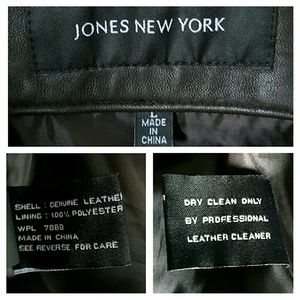 JONES NEW YORK
L
MADE
IN
CHINA
SHELL : GENUINE LEATHE
LINING : 100% POLYESTER
WPL 7888
MADE IN CHINA
SEE REVERSE FOR CARE
DRY CLEAN ONLY
BY PROFESSIONAL
LEATHER CLEANER